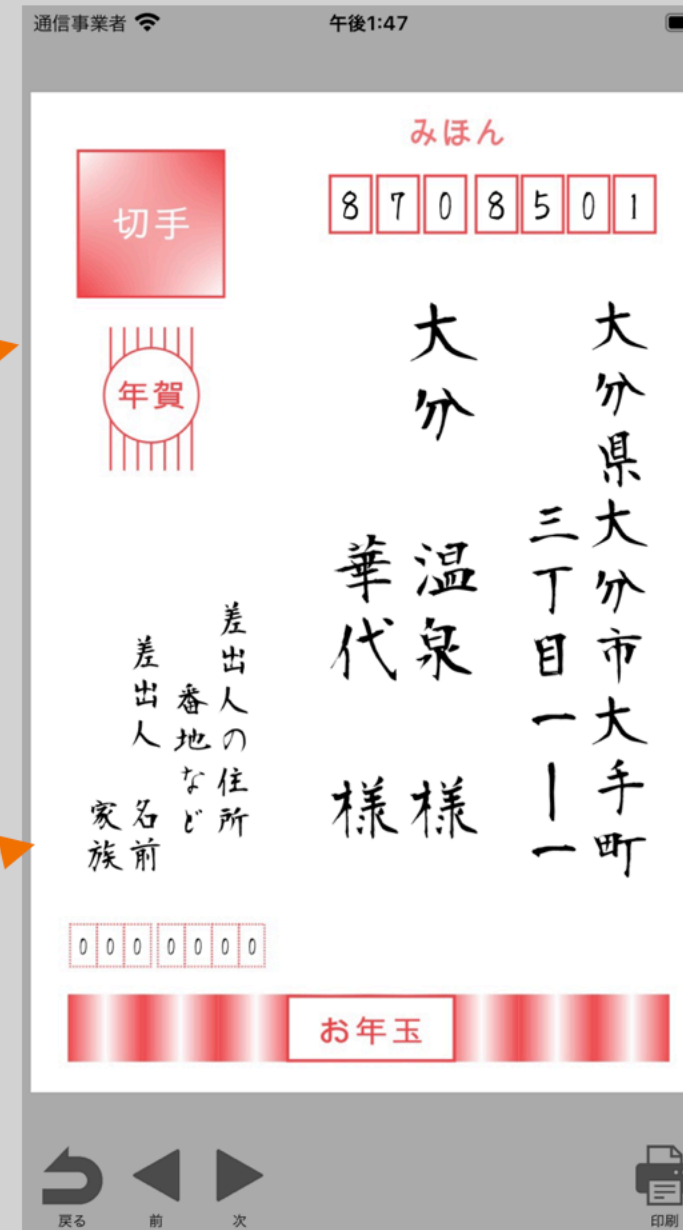 通信事業者
午後1:47
みほん
切手
8708501
年賀
大分県大分市大手町
三丁目一ー一
大分 温泉 様
華代 様
差出人の住所
番地など
差出人 名前
家族
0000000
お年玉
戻る
前
次
印刷